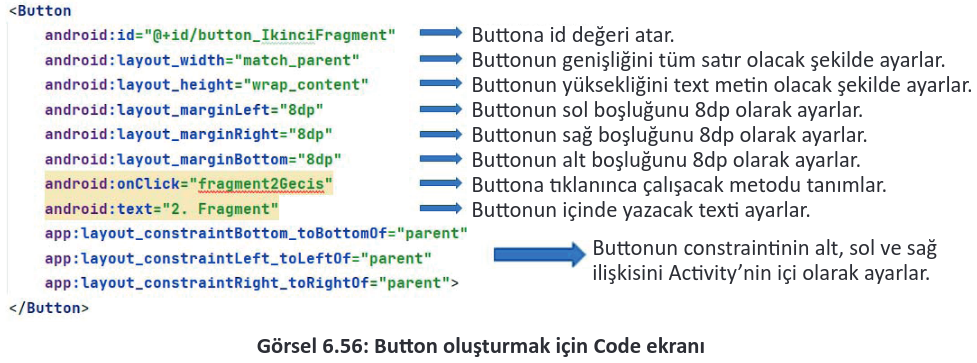 <Button
android:id="@+id/button_IkinciFragment" Buttona id değeri atar.
android:layout_width="match_parent" Buttonun genişliğini tüm satır olacak şekilde ayarlar.
android:layout_height="wrap_content" Buttonun yüksekliğini text metin olacak şekilde ayarlar.
android:layout_marginLeft="8dp" Buttonun sol boşluğunu 8dp olarak ayarlar.
android:layout_marginRight="8dp" Buttonun sağ boşluğunu 8dp olarak ayarlar.
android:layout_marginBottom="8dp" Buttonun alt boşluğunu 8dp olarak ayarlar.
android:onClick="fragment2Gecis" Buttona tıklanınca çalışacak metodu tanımlar.
android:text="2. Fragment" Buttonun içinde yazacak texti ayarlar.
app:layout_constraintBottom_toBottomOf="parent"
app:layout_constraintLeft_toLeftOf="parent"
app:layout_constraintRight_toRightOf="parent">
Buttonun constraintinin alt, sol ve sağ
ilişkisini Activity’nin içi olarak ayarlar.
</Button>
Görsel 6.56: Button oluşturmak için Code ekranı